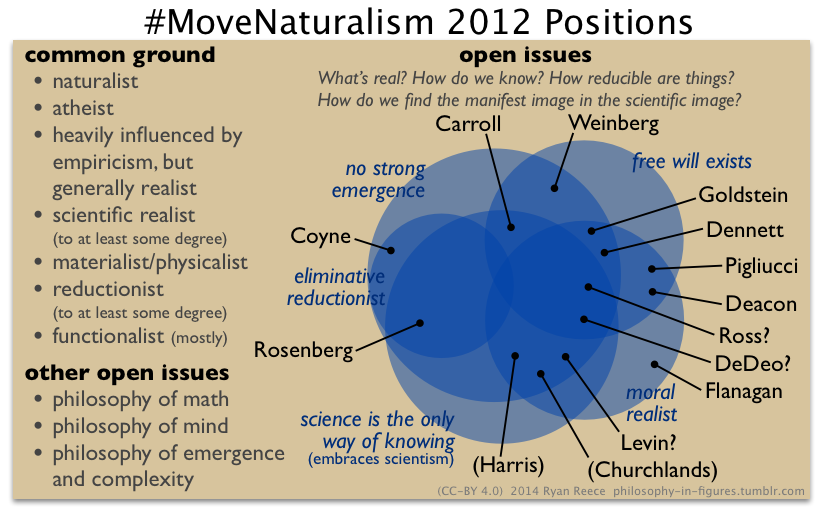 #MoveNaturalism 2012 Positions
common ground
• naturalist
• atheist
• heavily influenced by
empiricism, but
generally realist
• scientific realist
(to at least some degree)
• materialist/physicalist
• reductionist
(to at least some degree)
• functionalist (mostly)
other open issues
• philosophy of math
• philosophy of mind
• philosophy of emergence
and complexity
open issues
What's real? How do we know? How reducible are things?
How do we find the manifest image in the scientific image?
Carroll
Weinberg
no strong
emergence
free will exists
Goldstein
Dennett
Coyne
Pigliucci
eliminative
reductionist
Deacon
Ross?
Rosenberg
DeDeo?
Flanagan
moral
realist
science is the only
way of knowing
(embraces scientism)
Levin?
(Harris)
(Churchlands)
(CC-BY 4.0) 2014 Ryan Reece philosophy-in-figures.tumblr.com